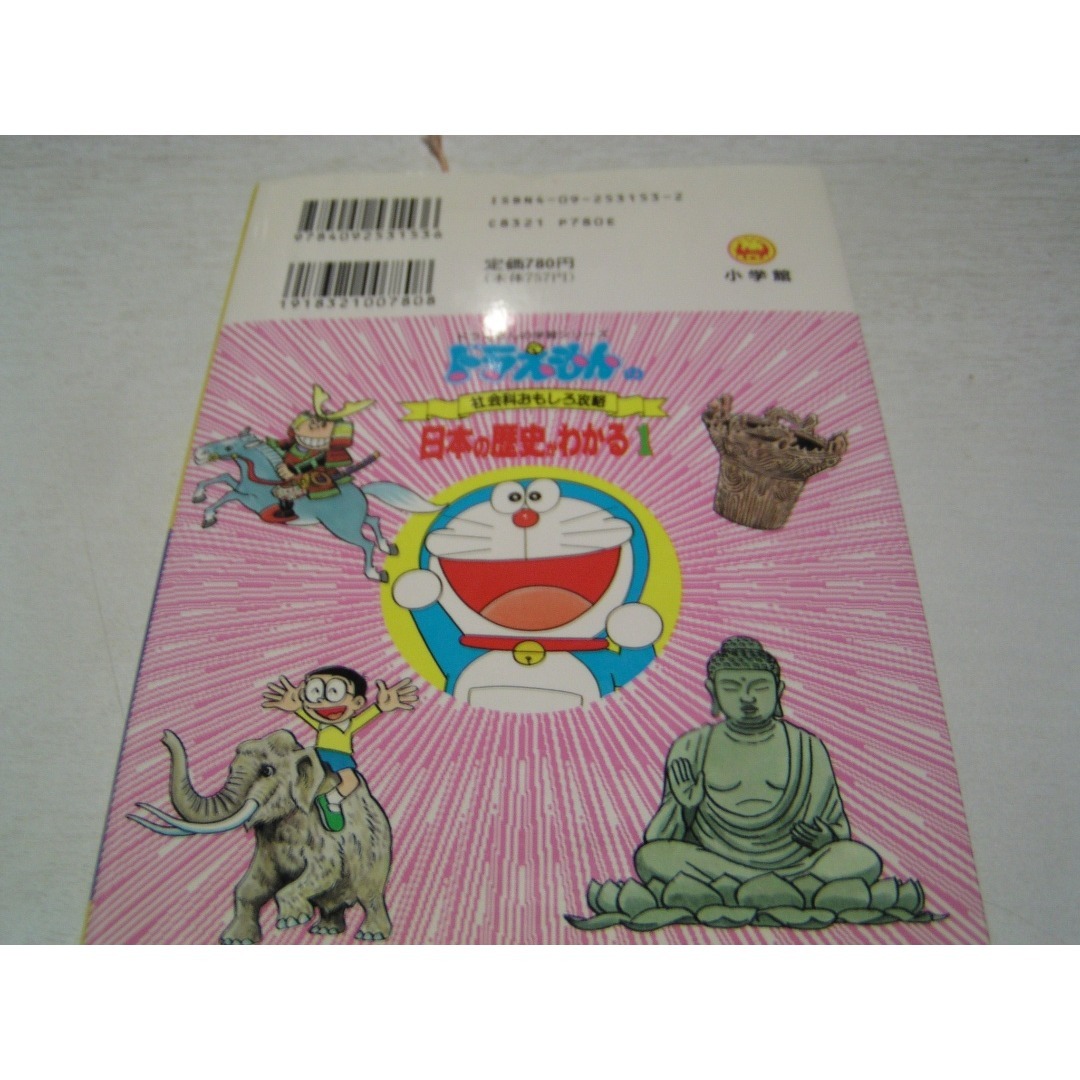 ISBN4-09-253153-2
C8321 P780E
9784092531536
定価780円
(本体757円)
小学館
1918321007808
ドラえもんの
社会科おもしろ攻略
日本の歴史がわかる1